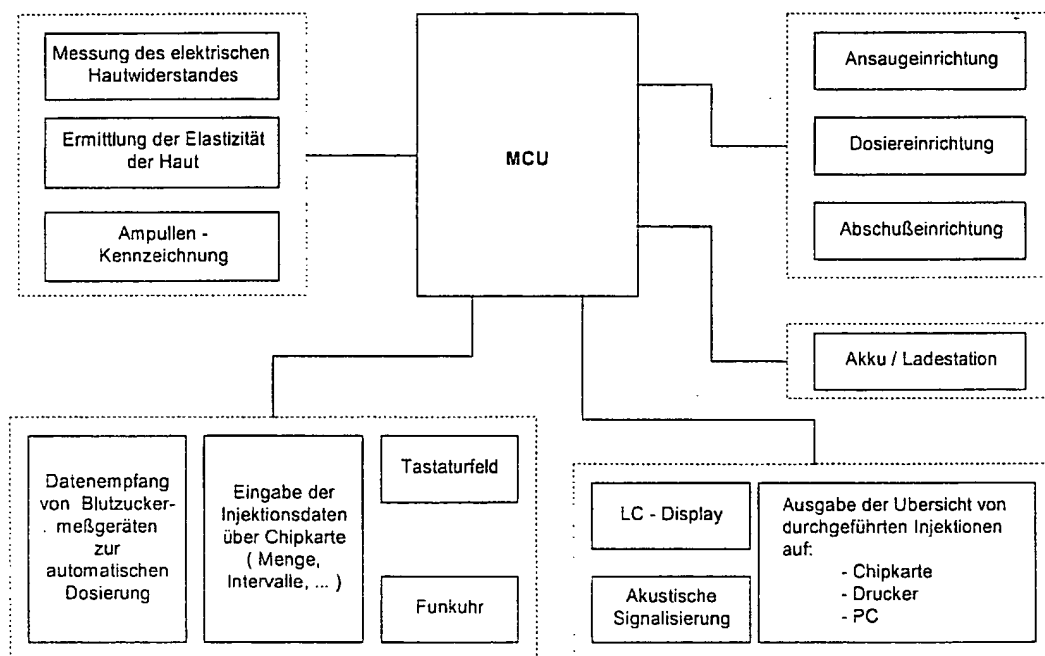 Messung des elektrischen
Hautwiderstandes
Ermittlung der Elastizität
der Haut
Ampullen -
Kennzeichnung
MCU
Ansaugeinrichtung
Dosiereinrichtung
Abschußeinrichtung
Akku / Ladestation
Datenempfang
von Blutzucker-
meßgeräten
zur
automatischen
Dosierung
Eingabe der
Injektionsdaten
über Chipkarte
( Menge,
Intervalle, ... )
Tastaturfeld
Funkuhr
LC - Display
Akustische
Signalisierung
Ausgabe der Ubersicht von
durchgeführten Injektionen
auf:
- Chipkarte
- Drucker
- PC